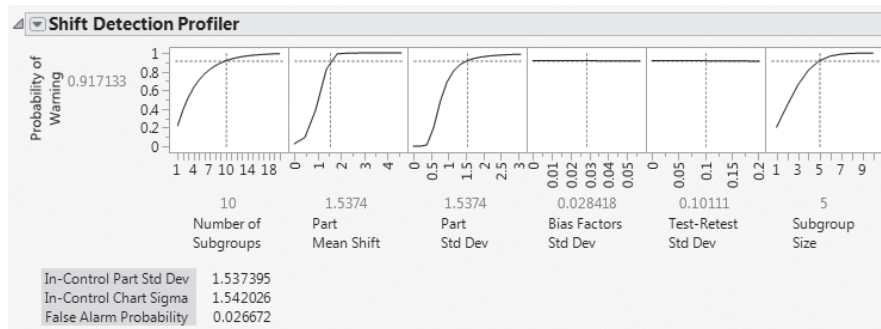 Shift Detection Profiler
Probability of
Warning
0.917133
1
0.8
0.6
0.4
0.2
0
1 4 7 10 14 18
0 1 2 3 4
0 0.5 1 1.5 2 2.5 3
0 0.01 0.02 0.03 0.04 0.05
0 0.05 0.1 0.15 0.2
1 3 5 7 9
10 1.5374 1.5374 0.028418 0.10111 5
Number of Part Part Bias Factors Test-Retest Subgroup
Subgroups Mean Shift Std Dev Std Dev Std Dev Size
In-Control Part Std Dev 1.537395
In-Control Chart Sigma 1.542026
False Alarm Probability 0.026672